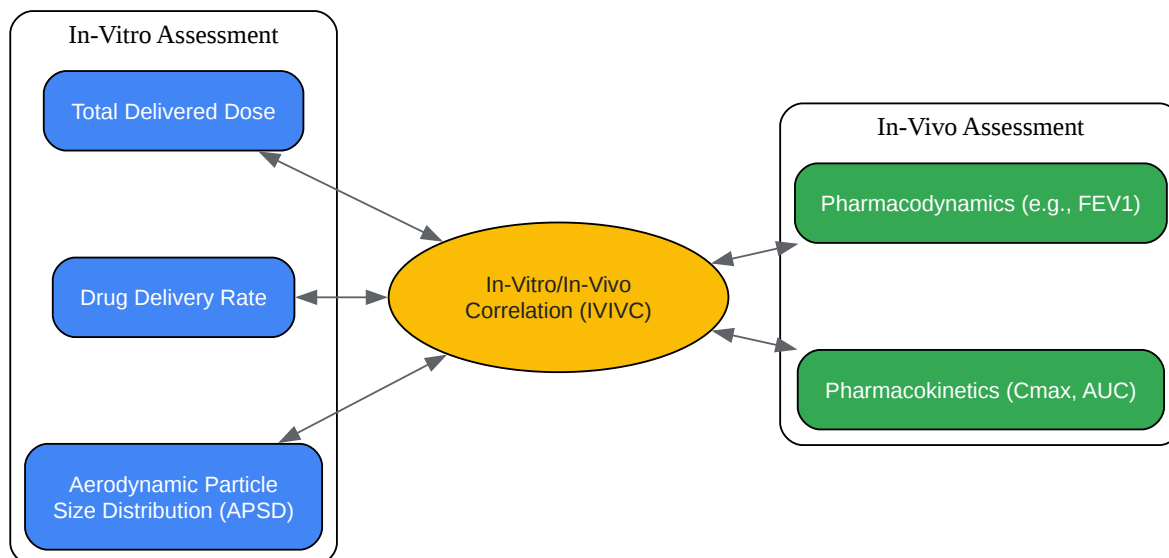 In-Vitro Assessment
Total Delivered Dose
Drug Delivery Rate
Aerodynamic Particle
Size Distribution (APSD)
In-Vitro/In-Vivo
Correlation (IVIVC)
In-Vivo Assessment
Pharmacodynamics (e.g., FEV1)
Pharmacokinetics (Cmax, AUC)